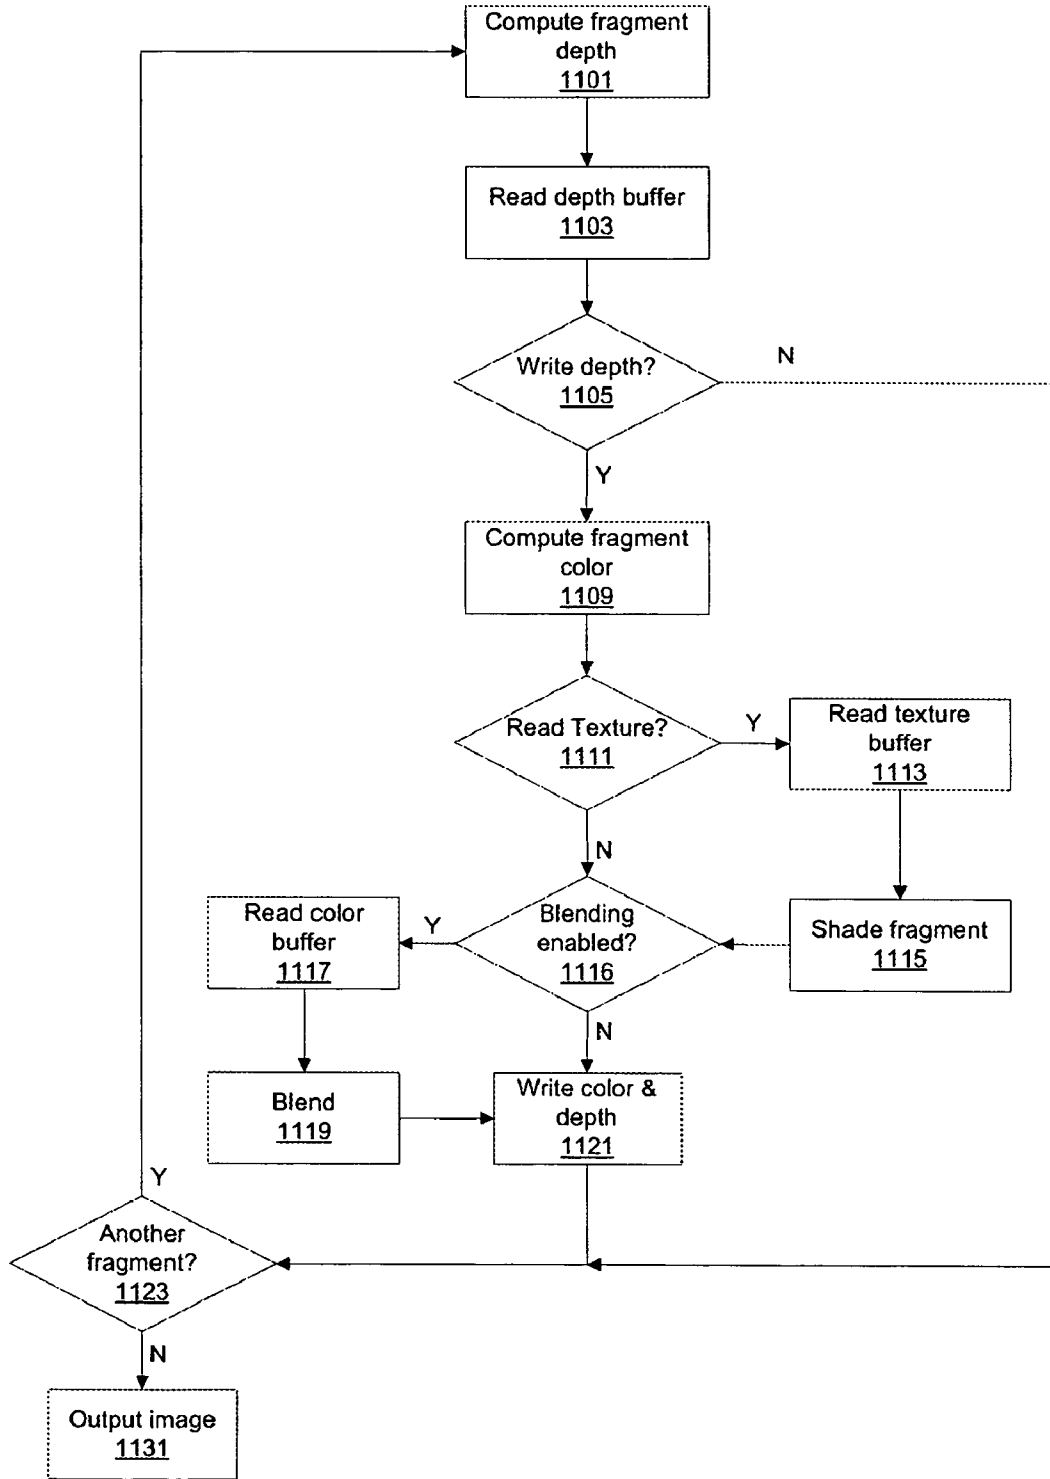 Compute fragment
depth
1101
Read depth buffer
1103
Write depth?
1105
N
Y
Compute fragment
color
1109
Read Texture?
1111
Y
Read texture
buffer
1113
N
Read color
buffer
1117
Y
Blending
enabled?
1116
Shade fragment
1115
N
Blend
1119
Write color &
depth
1121
Y
Another
fragment?
1123
N
Output image
1131